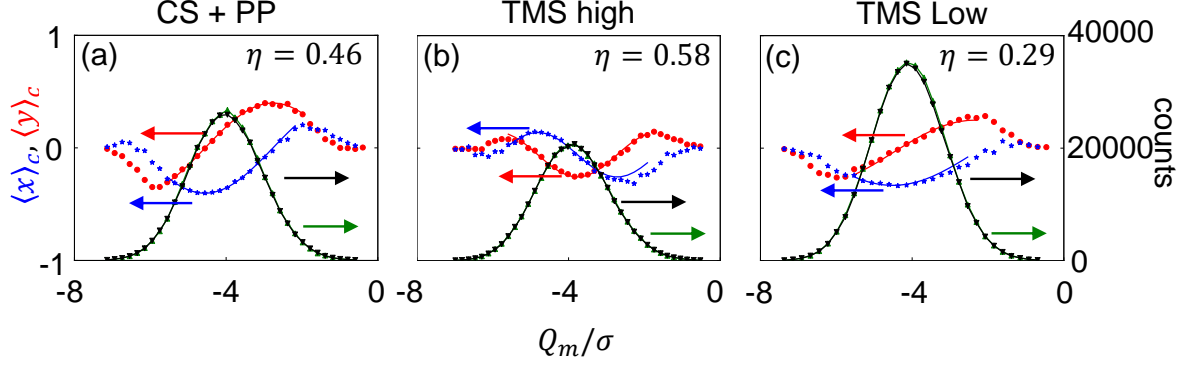 CS + PP
TMS high
TMS Low
⟨x⟩c, ⟨y⟩c
1
0
-1
(a)
η = 0.46
(b)
η = 0.58
(c)
η = 0.29
40000
20000
0
counts
-8
-4
0
-8
-4
0
-8
-4
0
Qm/σ